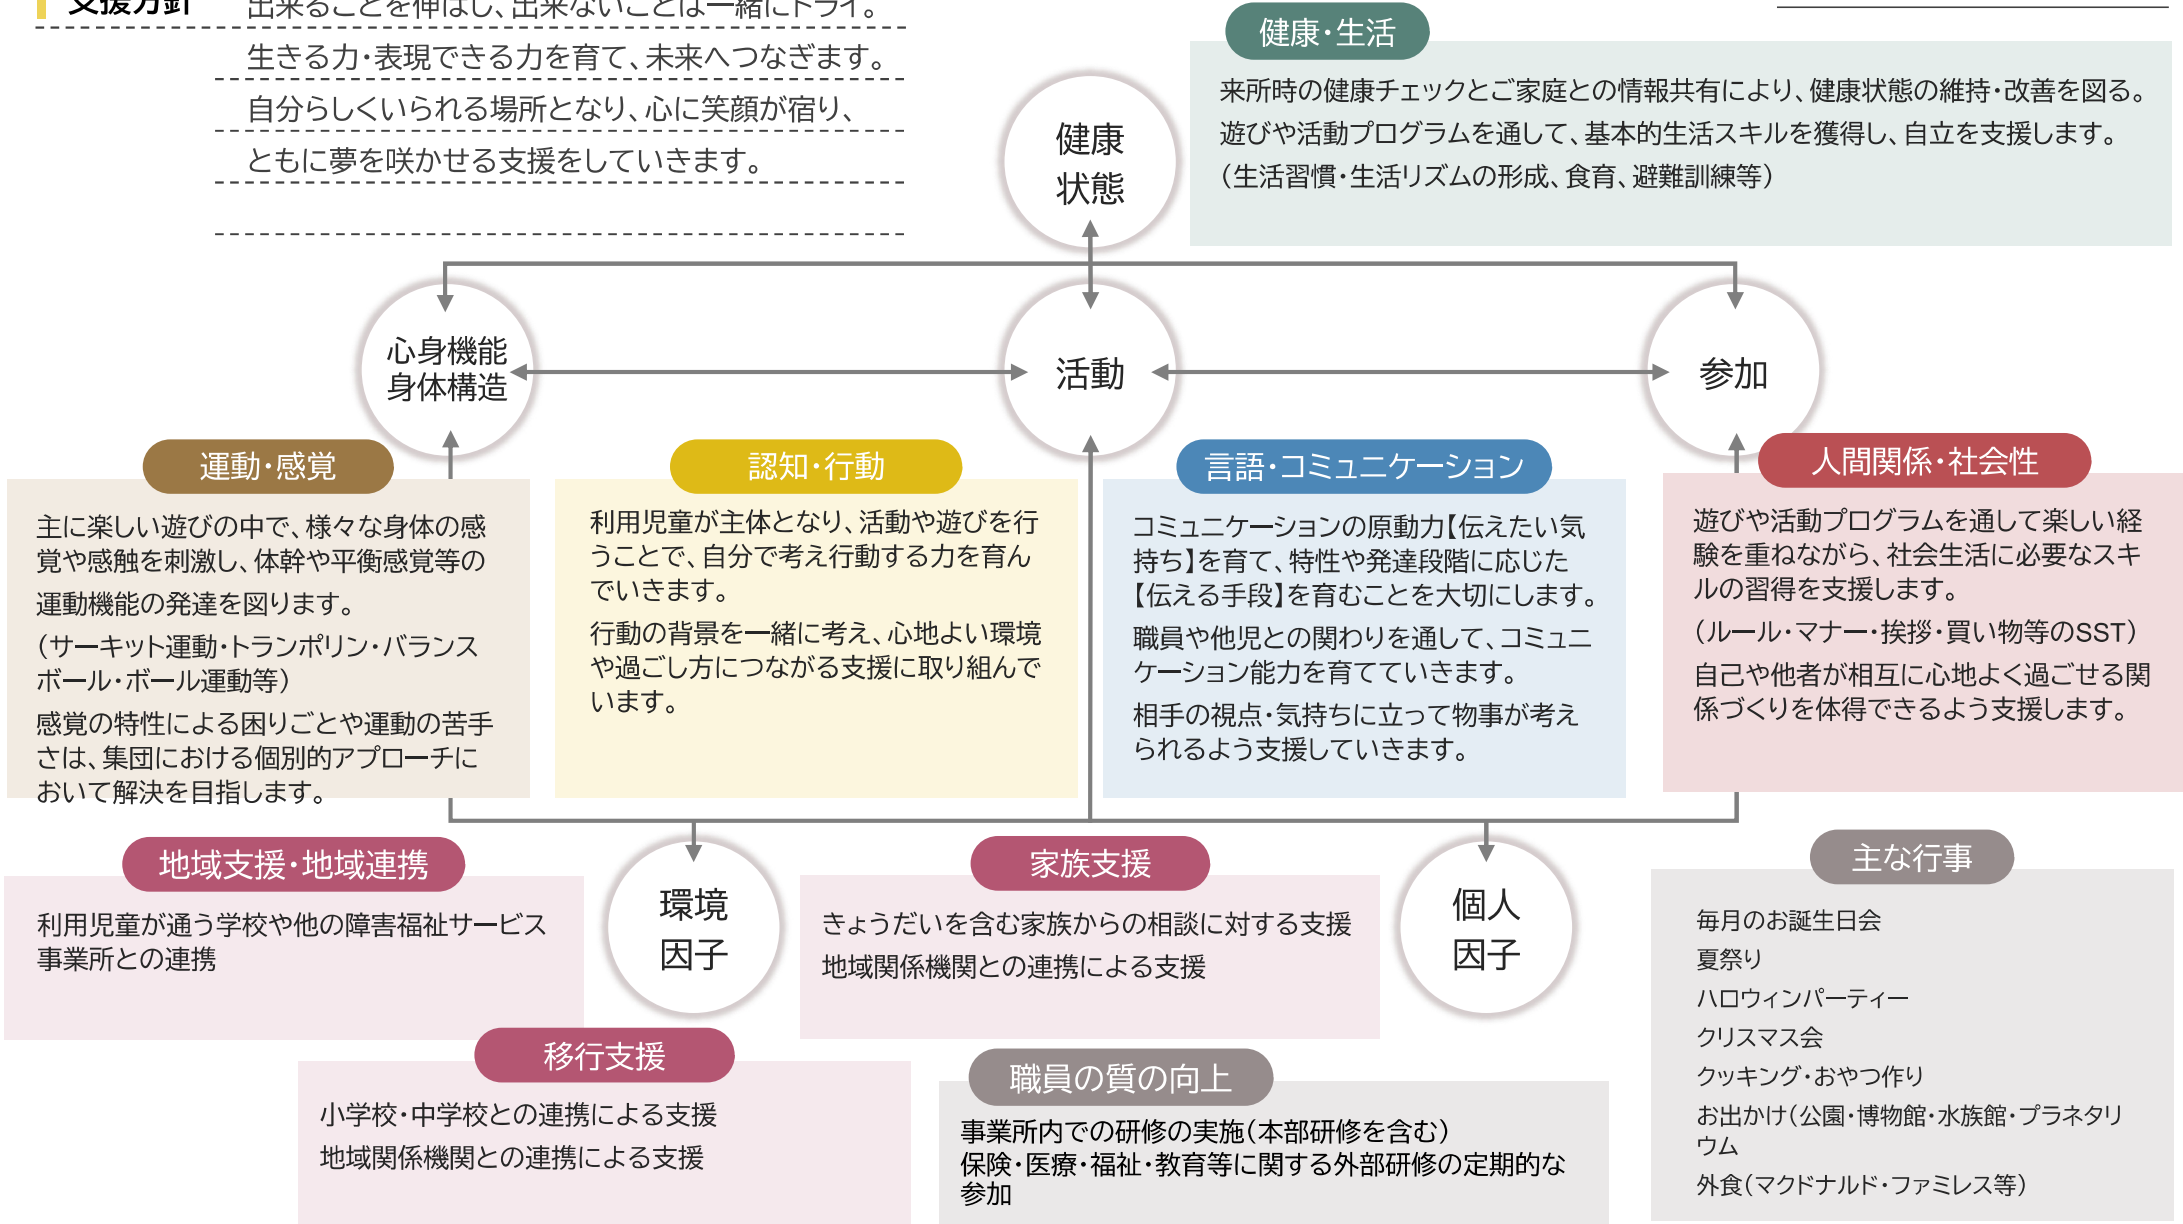 支援方針
出来ることを伸ばし、出来ないことは一緒にトライ。
生きる力・表現できる力を育て、未来へつなぎます。
自分らしくいられる場所となり、心に笑顔が宿り、
ともに夢を咲かせる支援をしていきます。
健康・生活
来所時の健康チェックとご家庭との情報共有により、健康状態の維持・改善を図る。
遊びや活動プログラムを通して、基本的生活スキルを獲得し、自立を支援します。
（生活習慣・生活リズムの形成、食育、避難訓練等）
健康
状態
心身機能
身体構造
活動
参加
運動・感覚
主に楽しい遊びの中で、様々な身体の感
覚や感触を刺激し、体幹や平衡感覚等の
運動機能の発達を図ります。
（サーキット運動・トランポリン・バランス
ボール・ボール運動等）
感覚の特性による困りごとや運動の苦手
さは、集団における個別的アプローチに
おいて解決を目指します。
認知・行動
利用児童が主体となり、活動や遊びを行
うことで、自分で考え行動する力を育ん
でいきます。
行動の背景を一緒に考え、心地よい環境
や過ごし方につながる支援に取り組んで
います。
言語・コミュニケーション
コミュニケーションの原動力【伝えたい気
持ち】を育て、特性や発達段階に応じた
【伝える手段】を育むことを大切にします。
職員や他児との関わりを通して、コミュニ
ケーション能力を育てていきます。
相手の視点・気持ちに立って物事が考え
られるよう支援していきます。
人間関係・社会性
遊びや活動プログラムを通して楽しい経
験を重ねながら、社会生活に必要なスキ
ルの習得を支援します。
（ルール・マナー・挨拶・買い物等のSST）
自己や他者が相互に心地よく過ごせる関
係づくりを体得できるよう支援します。
地域支援・地域連携
利用児童が通う学校や他の障害福祉サービス
事業所との連携
環境
因子
家族支援
きょうだいを含む家族からの相談に対する支援
地域関係機関との連携による支援
個人
因子
主な行事
毎月のお誕生日会
夏祭り
ハロウィンパーティー
クリスマス会
クッキング・おやつ作り
お出かけ（公園・博物館・水族館・プラネタリ
ウム
外食（マクドナルド・ファミレス等）
移行支援
小学校・中学校との連携による支援
地域関係機関との連携による支援
職員の質の向上
事業所内での研修の実施（本部研修を含む）
保険・医療・福祉・教育等に関する外部研修の定期的な
参加